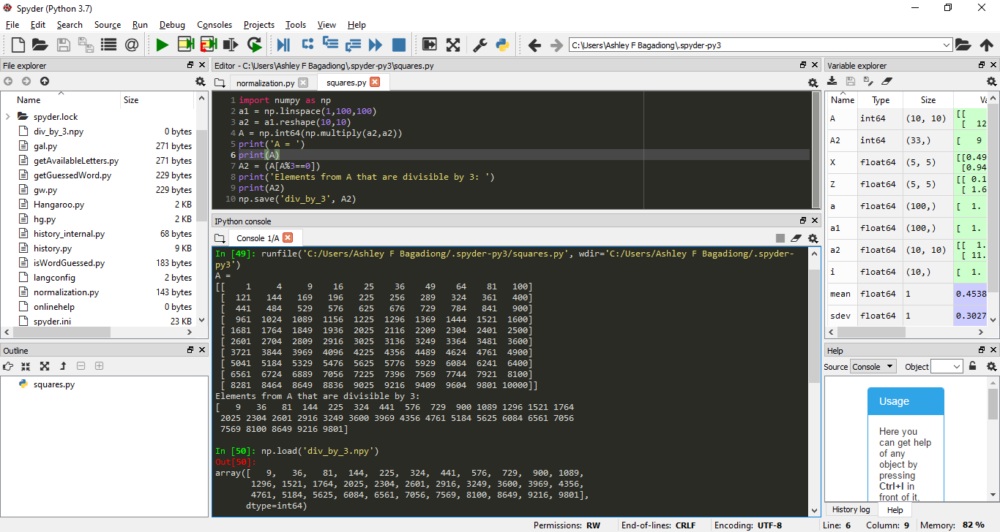 Spyder (Python 3.7)
File Edit Search Source Run Debug Consoles Projects Tools View Help
C:\Users\Ashley F Bagadiong\.spyder-py3
File explorer
Name Size
spyder.lock
div_by_3.npy 0 bytes
gal.py 271 bytes
getAvailableLetters.py 271 bytes
getGuessedWord.py 229 bytes
gw.py 229 bytes
Hangaroo.py 2 KB
hg.py 2 KB
history_internal.py 68 bytes
history.py 9 KB
isWordGuessed.py 183 bytes
langconfig 2 bytes
normalization.py 143 bytes
onlinehelp 0 bytes
spyder.ini 23 KB
Outline
squares.py
Editor - C:\Users\Ashley F Bagadiong\.spyder-py3\squares.py
normalization.py squares.py
1 import numpy as np
2 a1 = np.linspace(1,100,100)
3 a2 = a1.reshape(10,10)
4 A = np.int64(np.multiply(a2,a2))
5 print('A = ')
6 print(A)
7 A2 = (A[A%3==0])
8 print('Elements from A that are divisible by 3: ')
9 print(A2)
10 np.save('div_by_3', A2)
IPython console
Console 1/A
In [49]: runfile('C:/Users/Ashley F Bagadiong/.spyder-py3/squares.py', wdir='C:/Users/Ashley F Bagadiong/.spyder-
py3')
A =
[[    1     4     9    16    25    36    49    64    81   100]
 [  121   144   169   196   225   256   289   324   361   400]
 [  441   484   529   576   625   676   729   784   841   900]
 [  961  1024  1089  1156  1225  1296  1369  1444  1521  1600]
 [ 1681  1764  1849  1936  2025  2116  2209  2304  2401  2500]
 [ 2601  2704  2809  2916  3025  3136  3249  3364  3481  3600]
 [ 3721  3844  3969  4096  4225  4356  4489  4624  4761  4900]
 [ 5041  5184  5329  5476  5625  5776  5929  6084  6241  6400]
 [ 6561  6724  6889  7056  7225  7396  7569  7744  7921  8100]
 [ 8281  8464  8649  8836  9025  9216  9409  9604  9801 10000]]
Elements from A that are divisible by 3:
[   9   36   81  144  225  324  441  576  729  900 1089 1296 1521 1764
 2025 2304 2601 2916 3249 3600 3969 4356 4761 5184 5625 6084 6561 7056
 7569 8100 8649 9216 9801]
In [50]: np.load('div_by_3.npy')
Out[50]:
array([   9,   36,   81,  144,  225,  324,  441,  576,  729,  900, 1089,
       1296, 1521, 1764, 2025, 2304, 2601, 2916, 3249, 3600, 3969, 4356,
       4761, 5184, 5625, 6084, 6561, 7056, 7569, 8100, 8649, 9216, 9801],
      dtype=int64)
Variable explorer
Name Type Size
A int64 (10, 10) [[
[ 12
A2 int64 (33,) [ 9
X float64 (5, 5) [[0.49
[0.94
Z float64 (5, 5) [[ 0.1
[ 1.6
a float64 (100,) [ 1.
a1 float64 (100,) [ 1.
a2 float64 (10, 10) [[ 1.
[ 11.
i float64 (10,) [ 1.
mean float64 1 0.4538
sdev float64 1 0.3027
Help
Source Console Object
Usage
Here you
can get help
of any
object by
pressing
Ctrl+I in
front of it,
History log Help
Permissions: RW End-of-lines: CRLF Encoding: UTF-8 Line: 6 Column: 9 Memory: 82 %